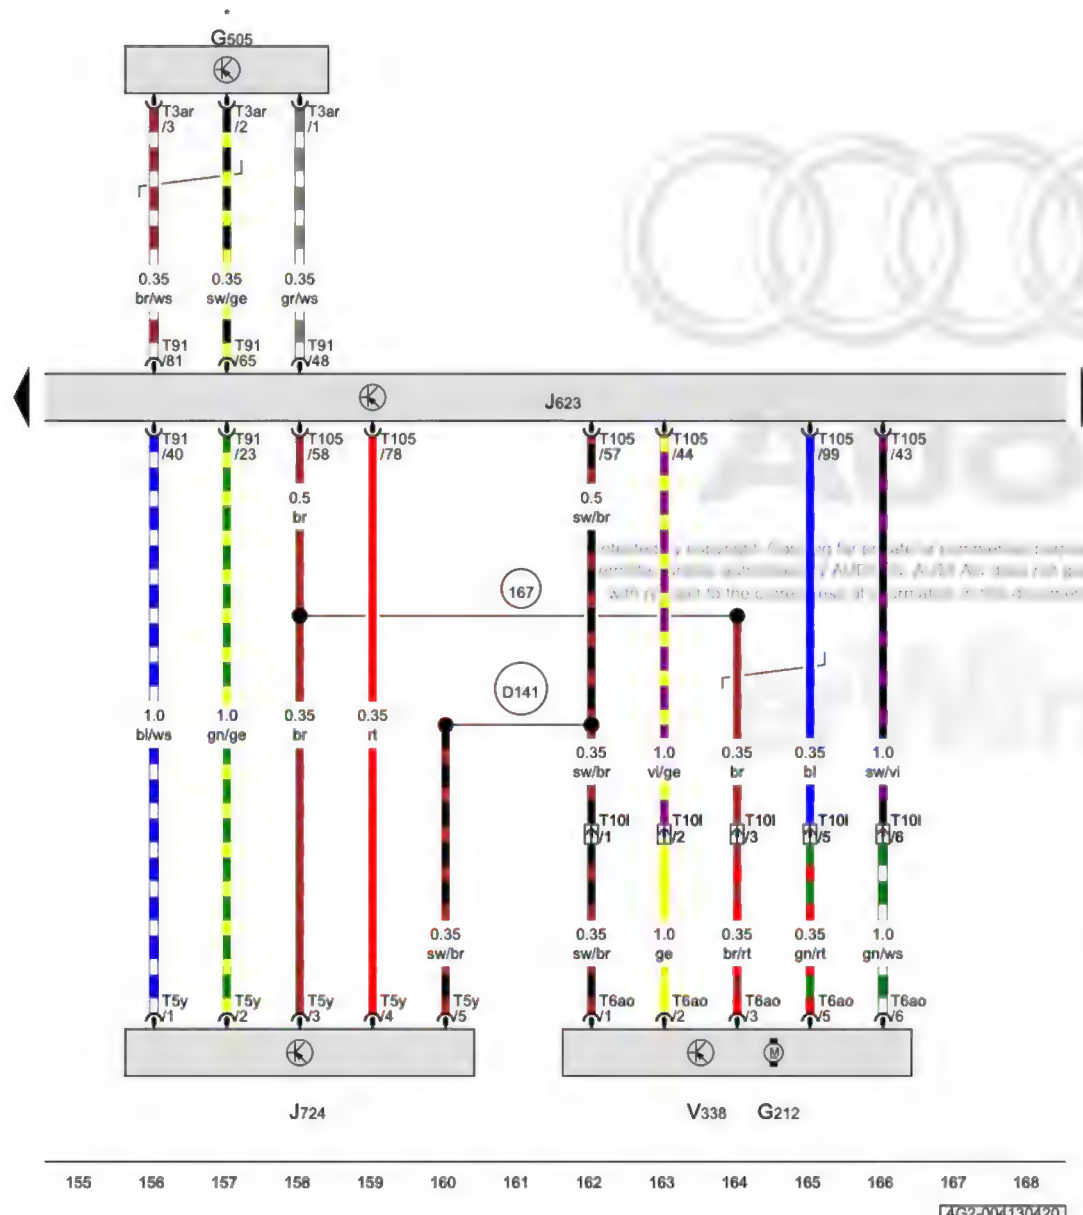 *
G505
T3ar /3
T3ar /2
T3ar /1
0.35 br/ws
0.35 sw/ge
0.35 gr/ws
T91 /81
T91 /65
T91 /48
J623
T91 /40
T91 /23
T105 /58
T105 /78
T105 /57
T105 /44
T105 /99
T105 /43
0.5 br
0.5 sw/br
167
D141
1.0 bl/ws
1.0 gn/ge
0.35 br
0.35 rt
0.35 sw/br
1.0 vi/ge
0.35 br
0.35 bl
1.0 sw/vi
T10l /1
T10l /2
T10l /3
T10l /5
T10l /6
0.35 sw/br
0.35 sw/br
1.0 ge
0.35 br/rt
0.35 gn/rt
1.0 gn/ws
T5y /1
T5y /2
T5y /3
T5y /4
T5y /5
T6ao /1
T6ao /2
T6ao /3
T6ao /5
T6ao /6
J724
V338 G212
155 156 157 158 159 160 161 162 163 164 165 166 167 168
4G2-004130420